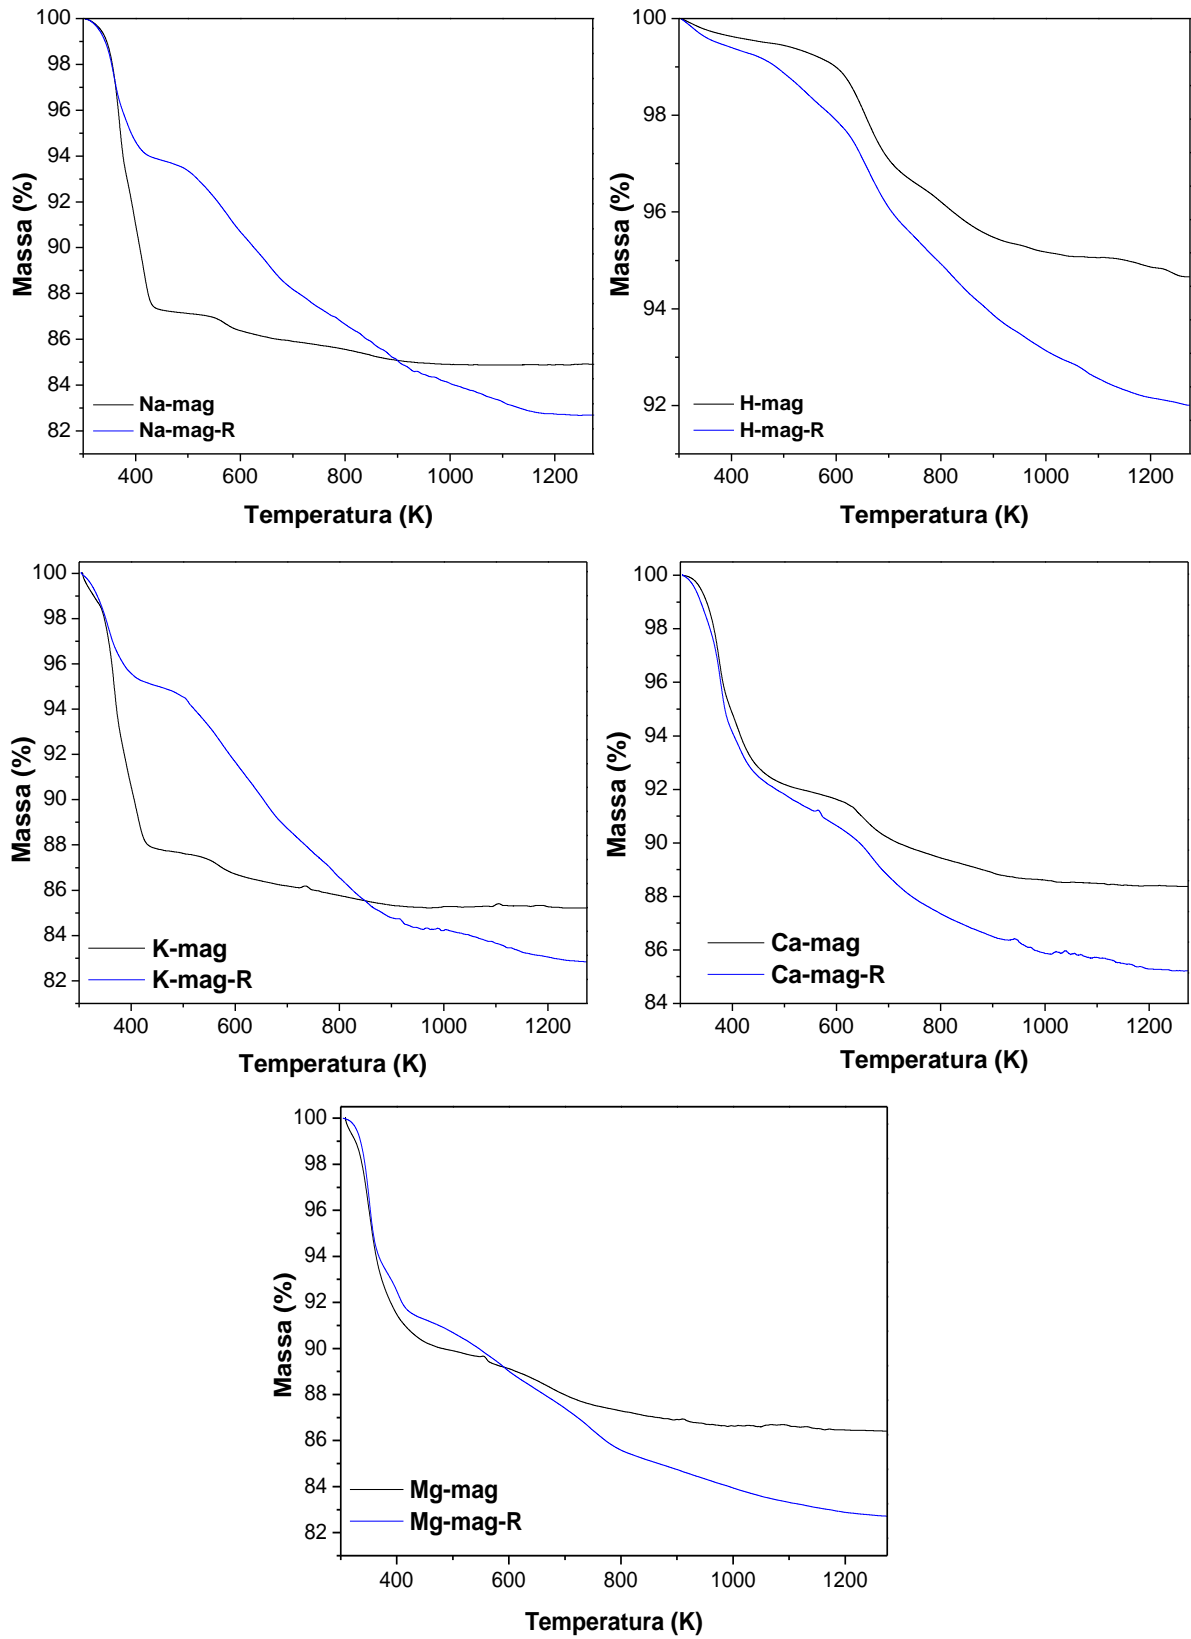 100
98
96
94
92
90
88
86
84
82
Massa (%)
Na-mag
Na-mag-R
400 600 800 1000 1200
Temperatura (K)
100
98
96
94
92
Massa (%)
H-mag
H-mag-R
400 600 800 1000 1200
Temperatura (K)
100
98
96
94
92
90
88
86
84
82
Massa (%)
K-mag
K-mag-R
400 600 800 1000 1200
Temperatura (K)
100
98
96
94
92
90
88
86
84
Massa (%)
Ca-mag
Ca-mag-R
400 600 800 1000 1200
Temperatura (K)
100
98
96
94
92
90
88
86
84
82
Massa (%)
Mg-mag
Mg-mag-R
400 600 800 1000 1200
Temperatura (K)